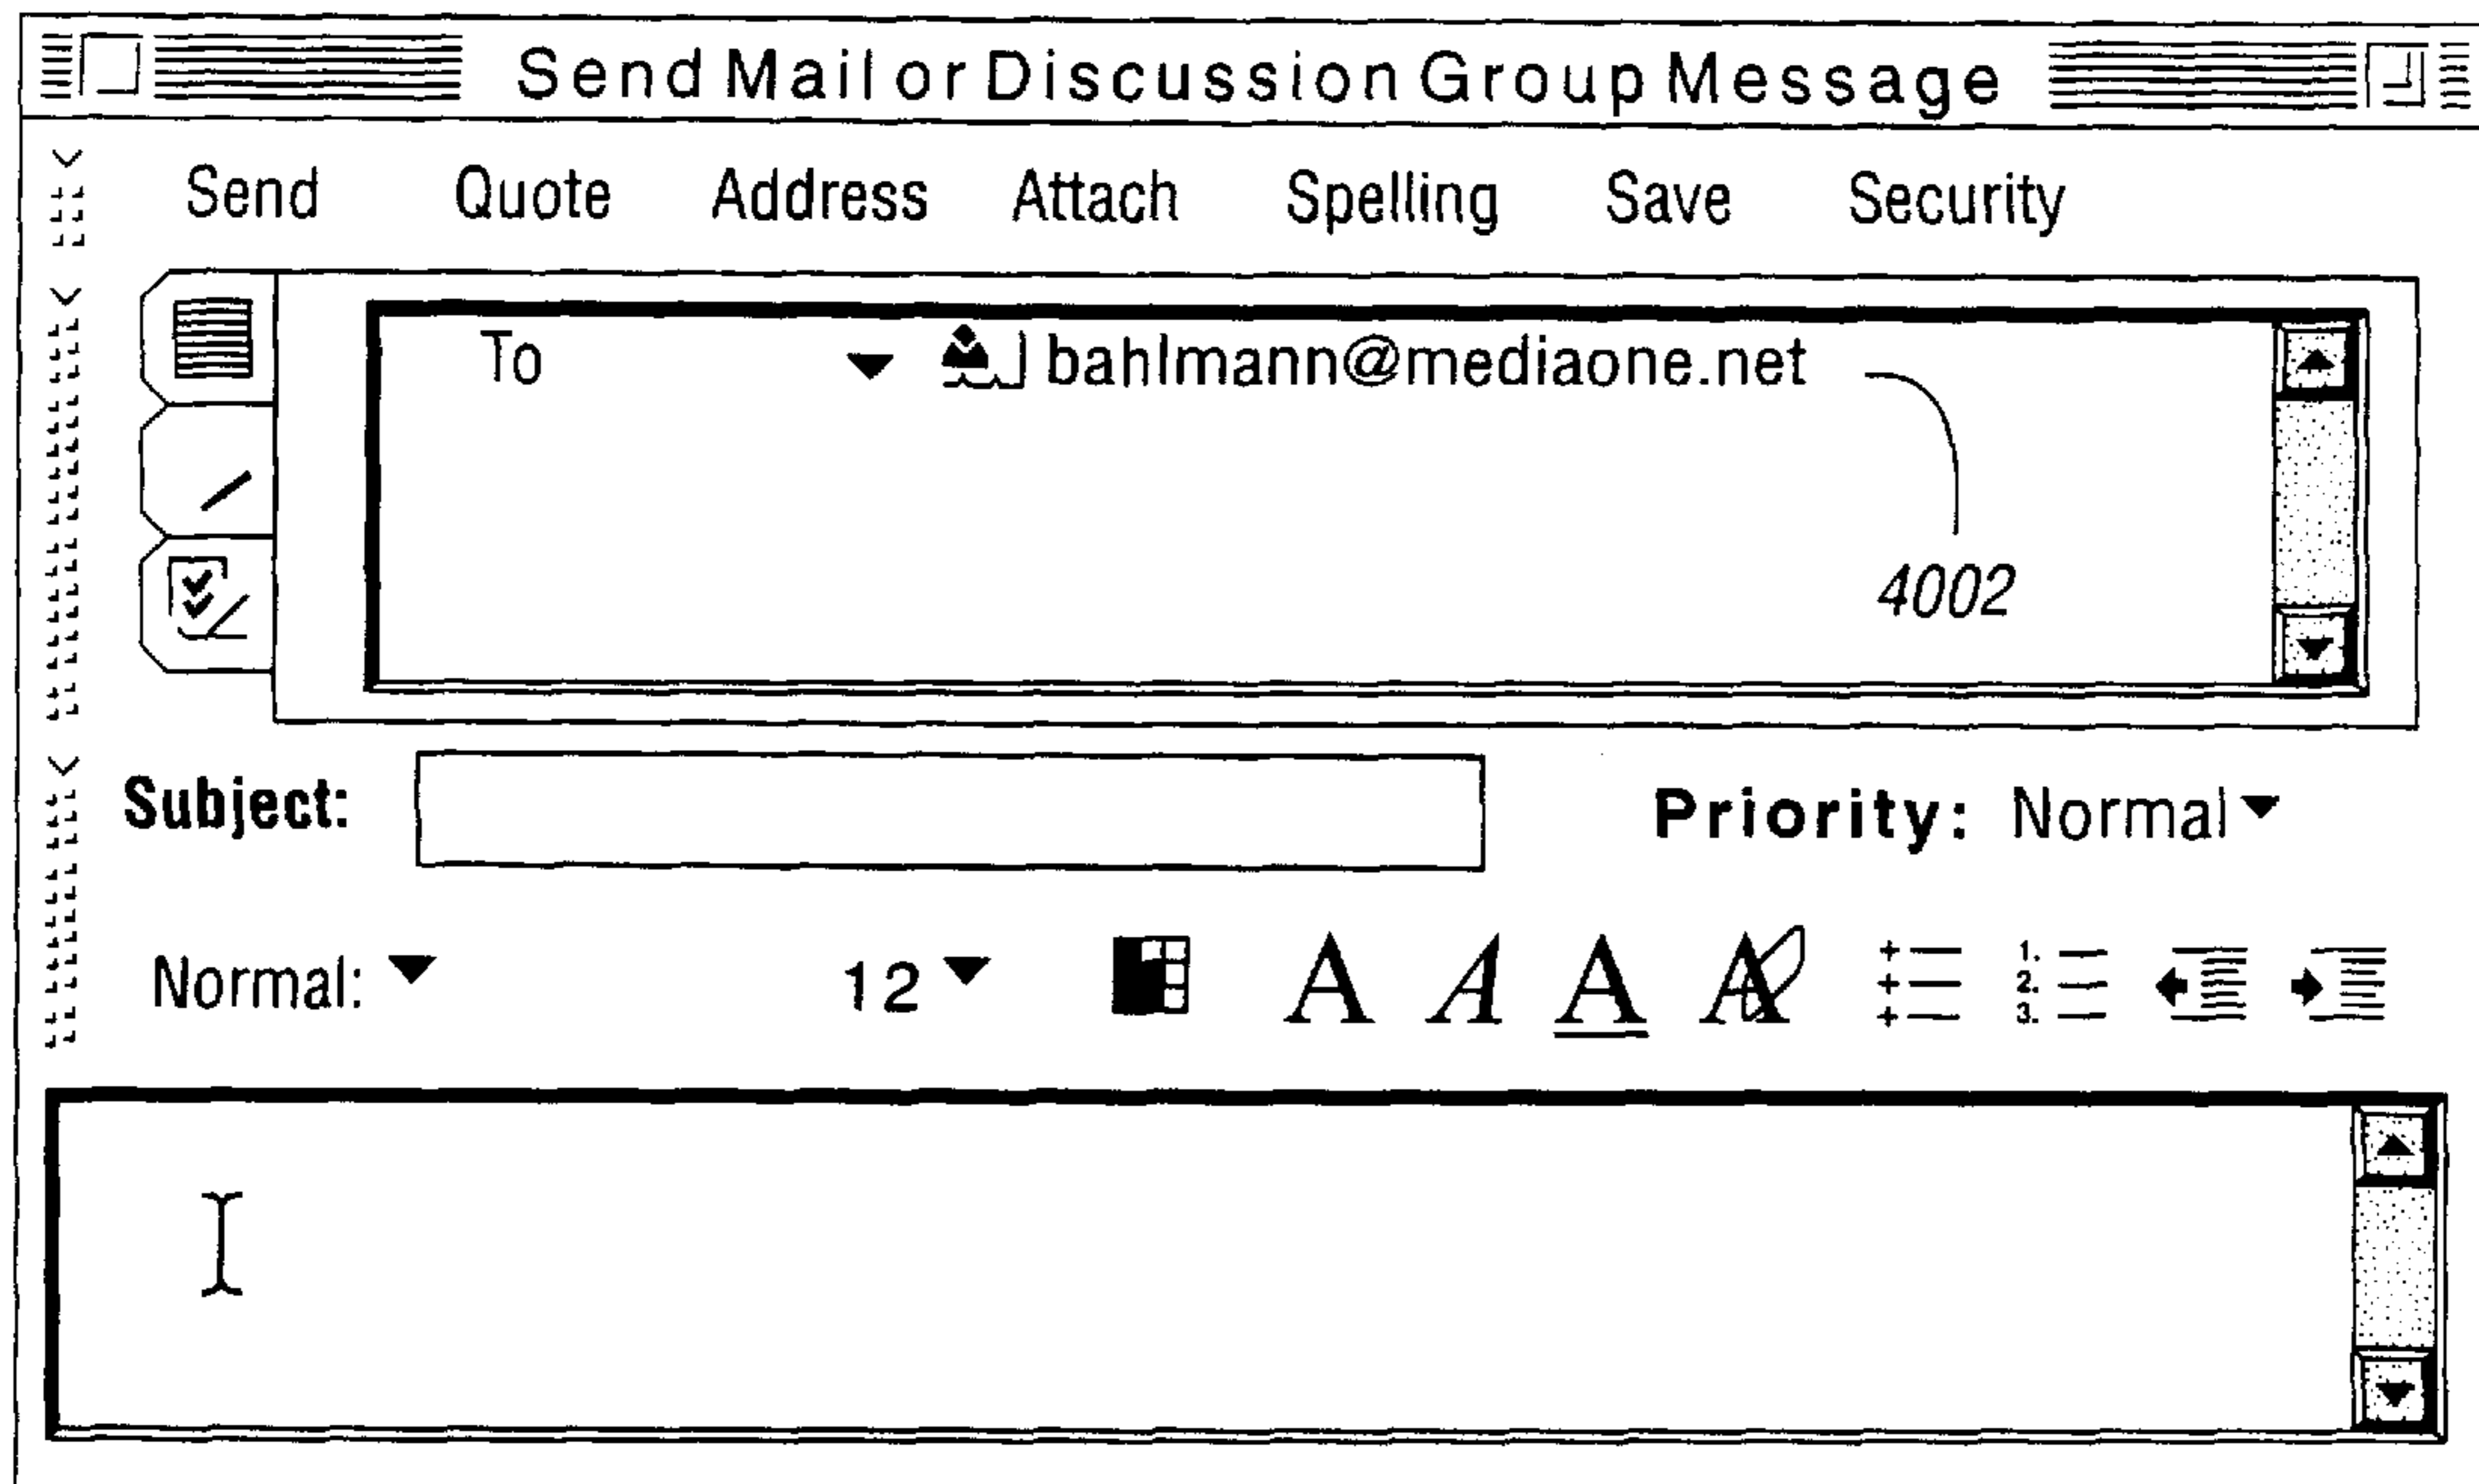 Send Mail or Discussion Group Message
Send Quote Address Attach Spelling Save Security
To bahlmann@mediaone.net
4002
Subject: Priority: Normal
Normal: 12 A A A A 1. 2. 3.